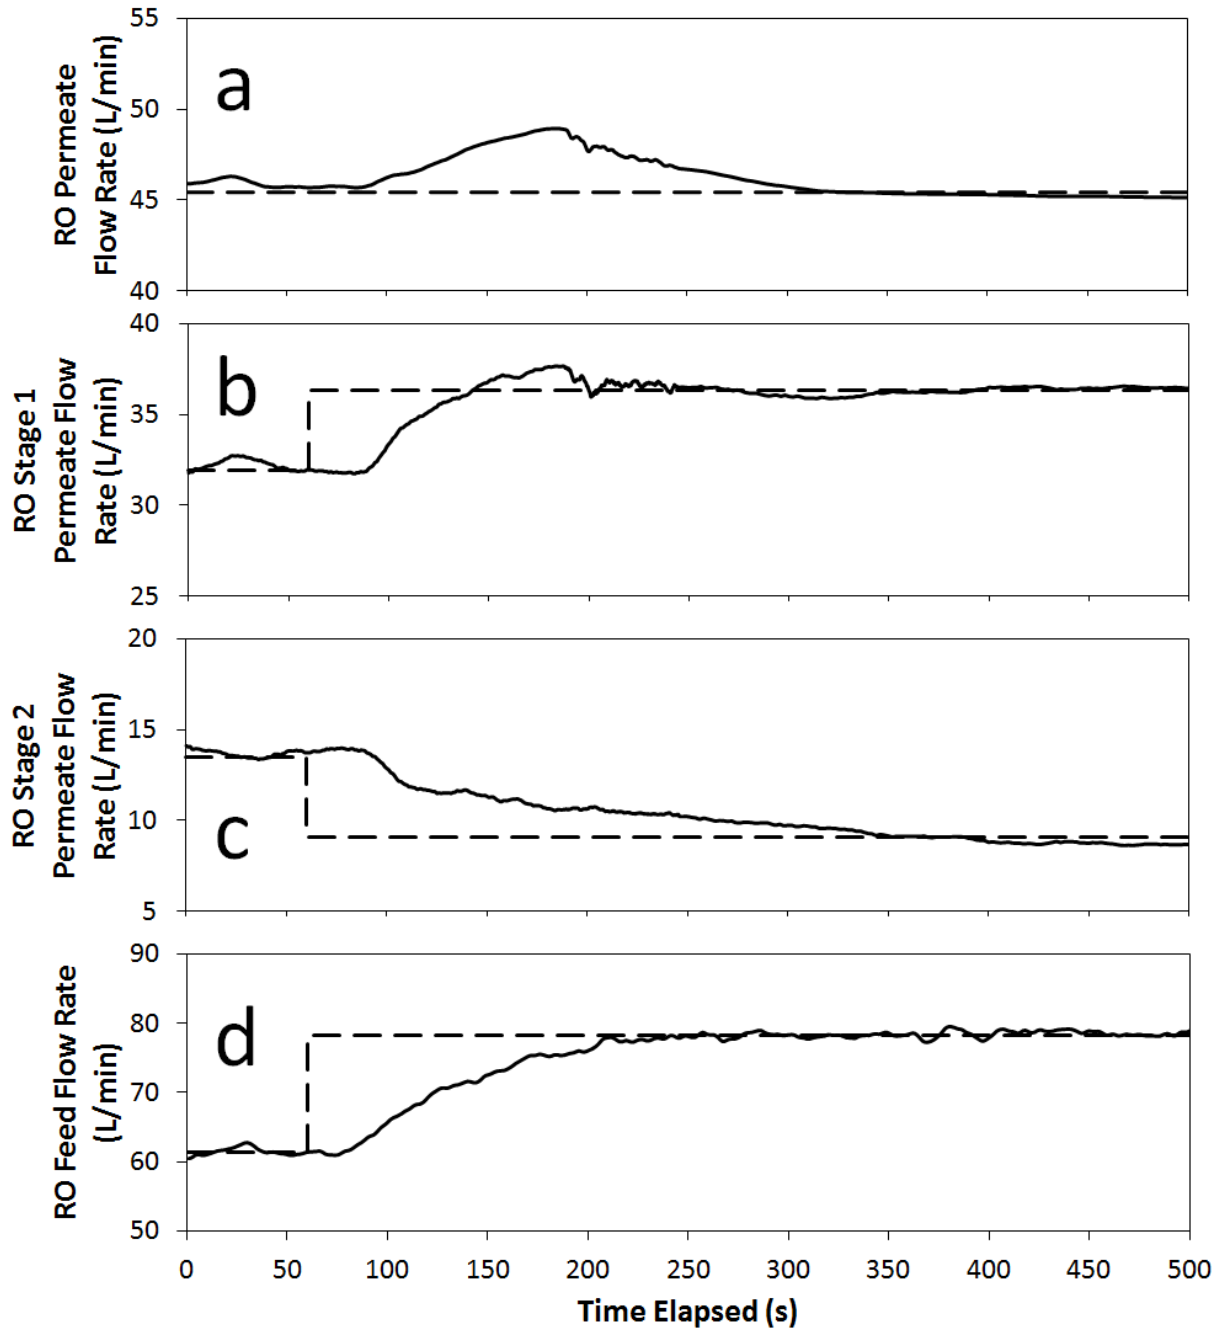 RO Permeate
Flow Rate (L/min)
55
50
45
40
a
RO Stage 1
Permeate Flow
Rate (L/min)
40
35
30
25
b
RO Stage 2
Permeate Flow
Rate (L/min)
20
15
10
5
c
RO Feed Flow Rate
(L/min)
90
80
70
60
50
d
0 50 100 150 200 250 300 350 400 450 500
Time Elapsed (s)